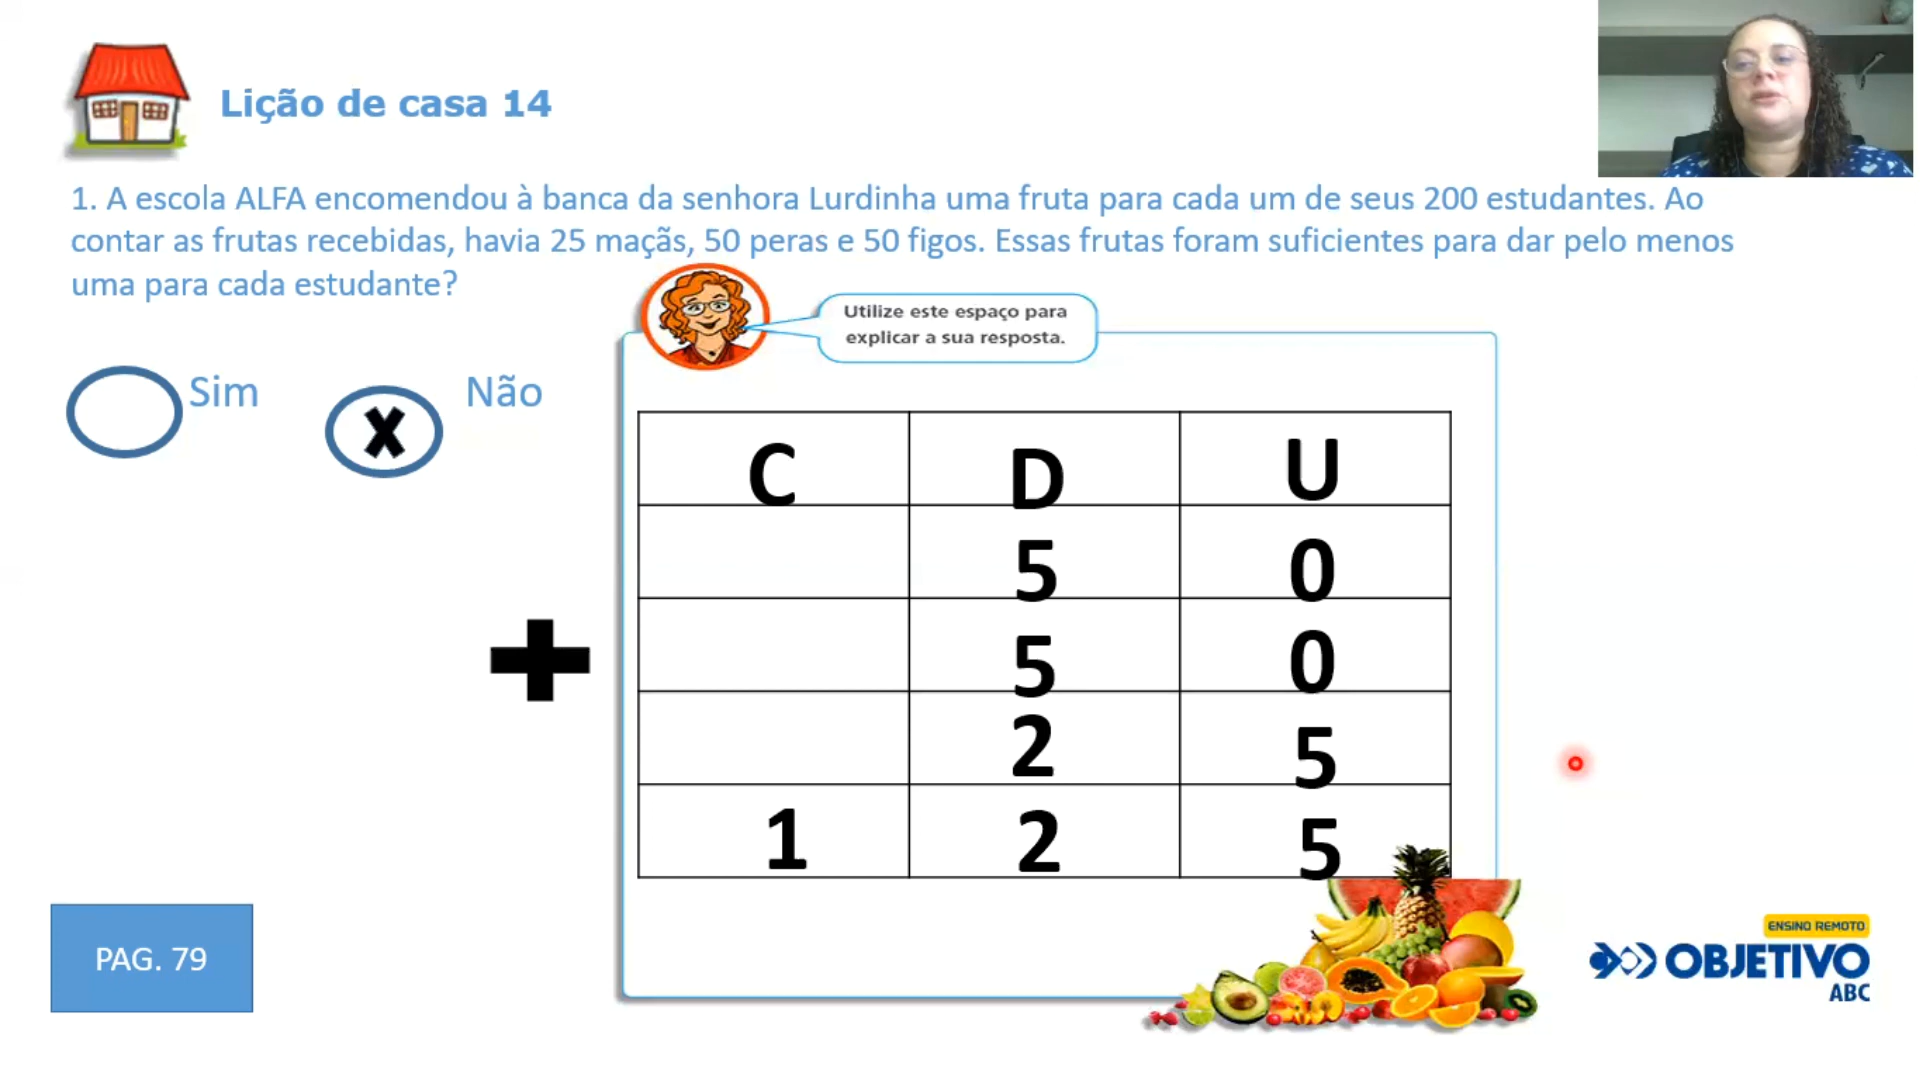 Lição de casa 14
1. A escola ALFA encomendou à banca da senhora Lurdinha uma fruta para cada um de seus 200 estudantes. Ao
contar as frutas recebidas, havia 25 maçãs, 50 peras e 50 figos. Essas frutas foram suficientes para dar pelo menos
uma para cada estudante?
Utilize este espaço para
explicar a sua resposta.
Sim
X Não
C D U
5 0
+ 5 0
2 5
1 2 5
PAG. 79
ENSINO REMOTO
OBJETIVO
ABC